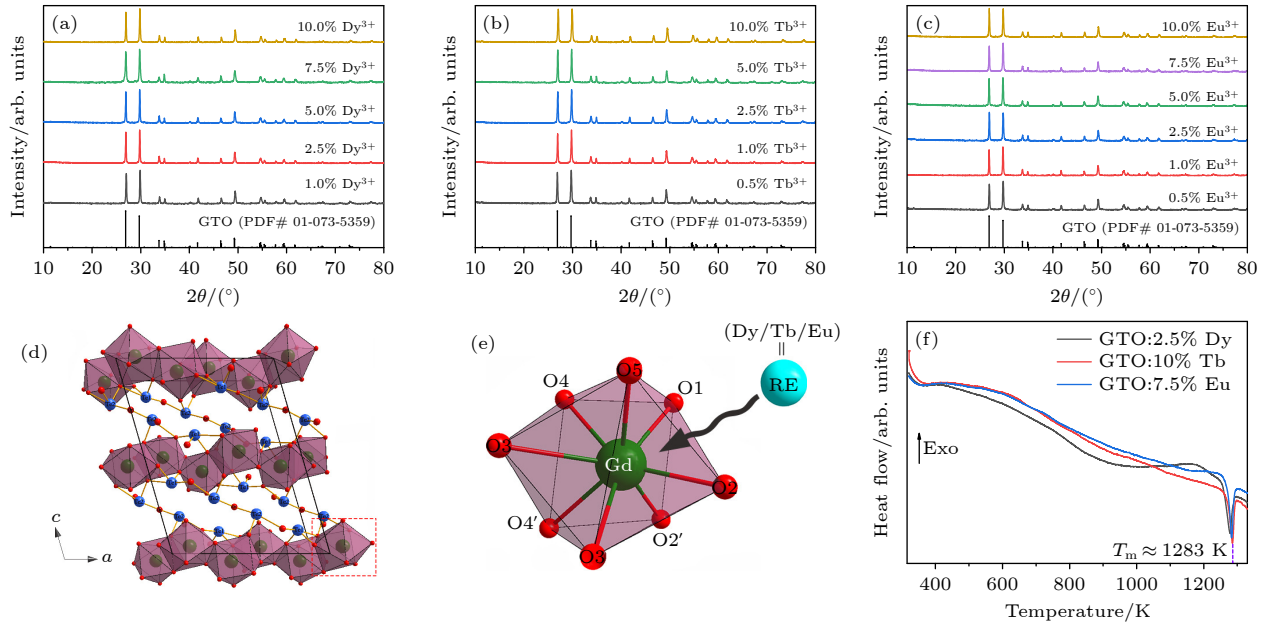 (a)
10.0% Dy³⁺
7.5% Dy³⁺
5.0% Dy³⁺
2.5% Dy³⁺
1.0% Dy³⁺
GTO (PDF# 01-073-5359)
Intensity/arb. units
10 20 30 40 50 60 70 80
2θ/(°)
(b)
10.0% Tb³⁺
5.0% Tb³⁺
2.5% Tb³⁺
1.0% Tb³⁺
0.5% Tb³⁺
GTO (PDF# 01-073-5359)
Intensity/arb. units
10 20 30 40 50 60 70 80
2θ/(°)
(c)
10.0% Eu³⁺
7.5% Eu³⁺
5.0% Eu³⁺
2.5% Eu³⁺
1.0% Eu³⁺
0.5% Eu³⁺
GTO (PDF# 01-073-5359)
Intensity/arb. units
10 20 30 40 50 60 70 80
2θ/(°)
(d)
c
a
(e)
(Dy/Tb/Eu)
=
RE
O5
O4
O1
O3
Gd
O2
O4′
O2′
O3
(f)
GTO:2.5% Dy
GTO:10% Tb
GTO:7.5% Eu
Exo
Tm ≈ 1283 K
Heat flow/arb. units
400 600 800 1000 1200
Temperature/K